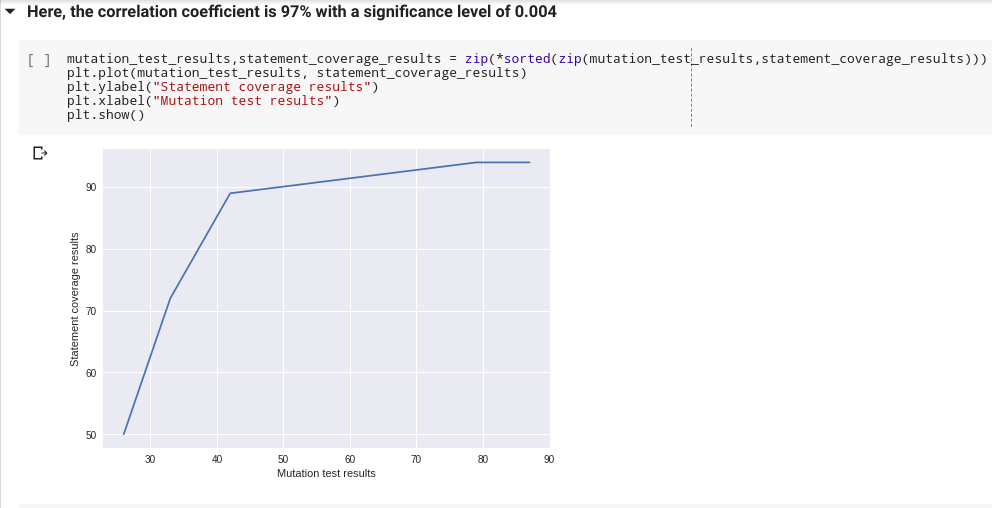 Here, the correlation coefficient is 97% with a significance level of 0.004
[ ] mutation_test_results,statement_coverage_results = zip(*sorted(zip(mutation_test_results,statement_coverage_results)))
plt.plot(mutation_test_results, statement_coverage_results)
plt.ylabel("Statement coverage results")
plt.xlabel("Mutation test results")
plt.show()
90
80
70
60
50
Statement coverage results
30 40 50 60 70 80 90
Mutation test results